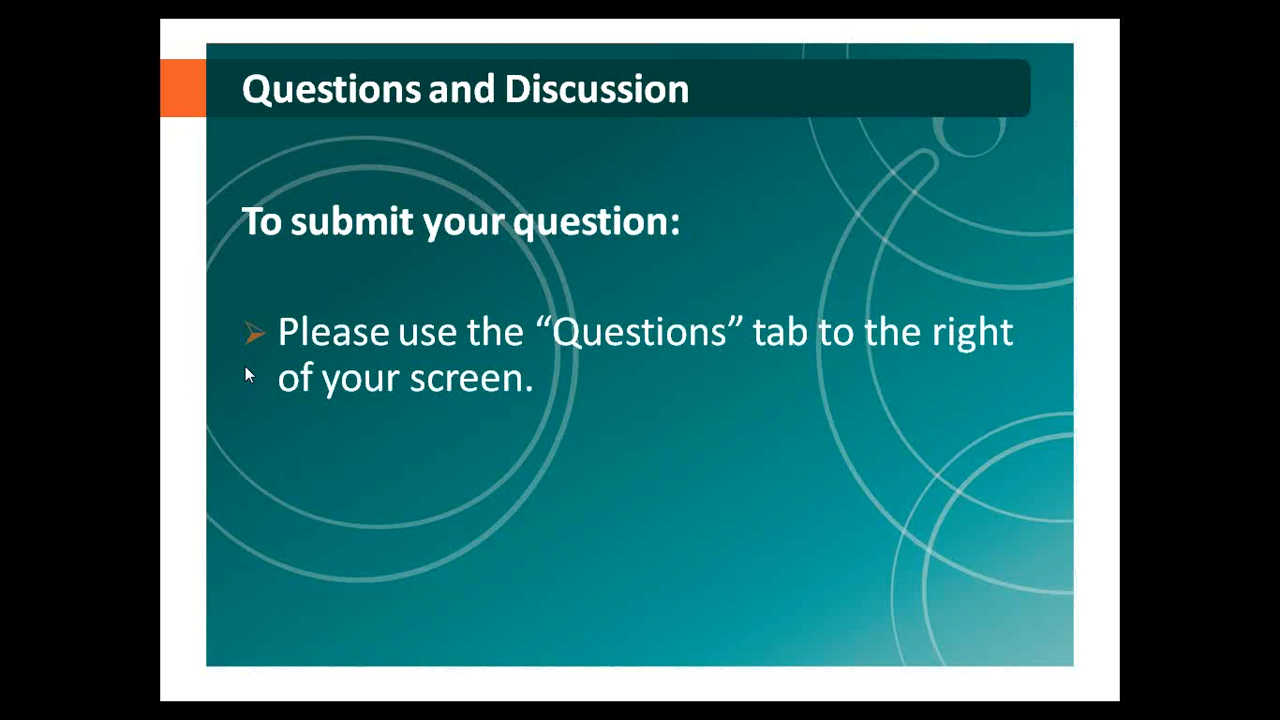 Questions and Discussion
To submit your question:
Please use the “Questions” tab to the right
of your screen.